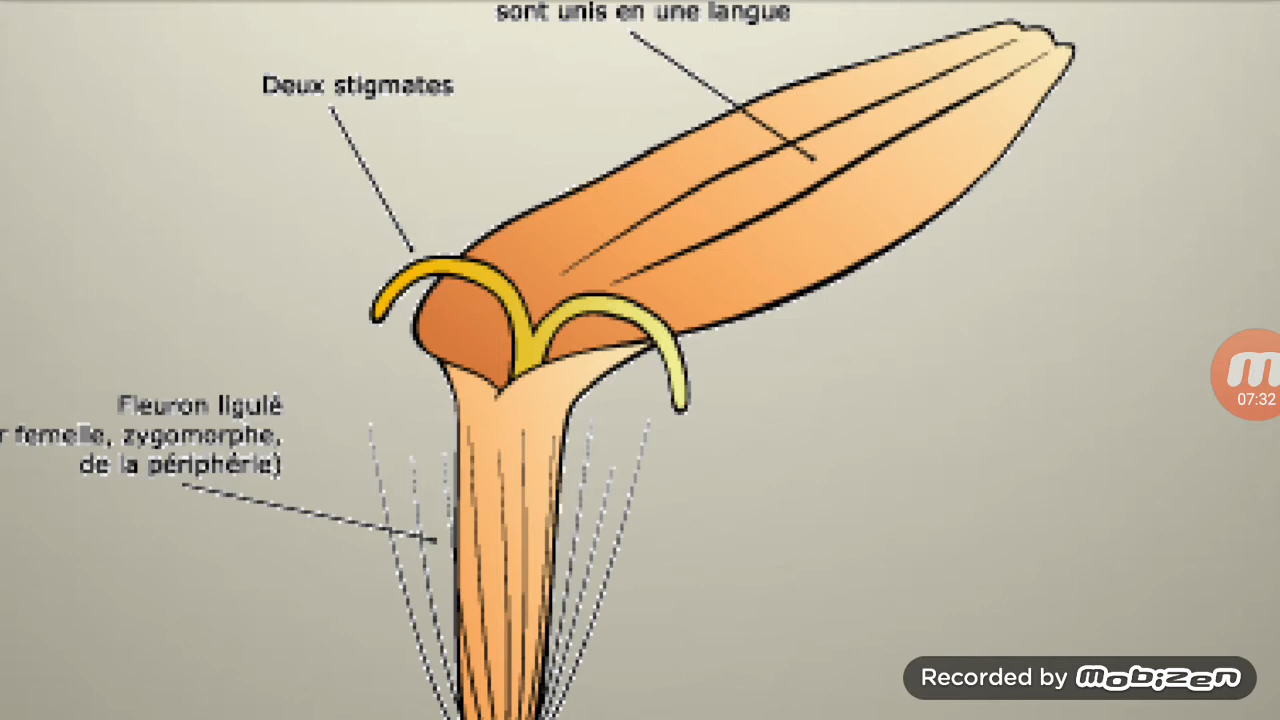 sont unis en une langue
Deux stigmates
Fleuron ligulé
r femelle, zygomorphe,
de la périphérie)
07:32
Recorded by mobizen